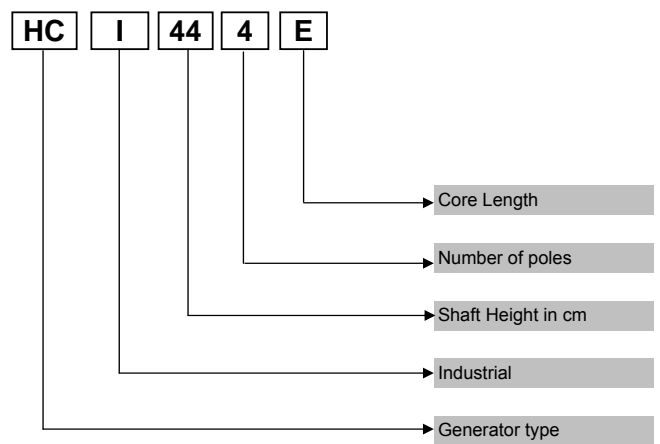 HC I 44 4 E
Core Length
Number of poles
Shaft Height in cm
Industrial
Generator type